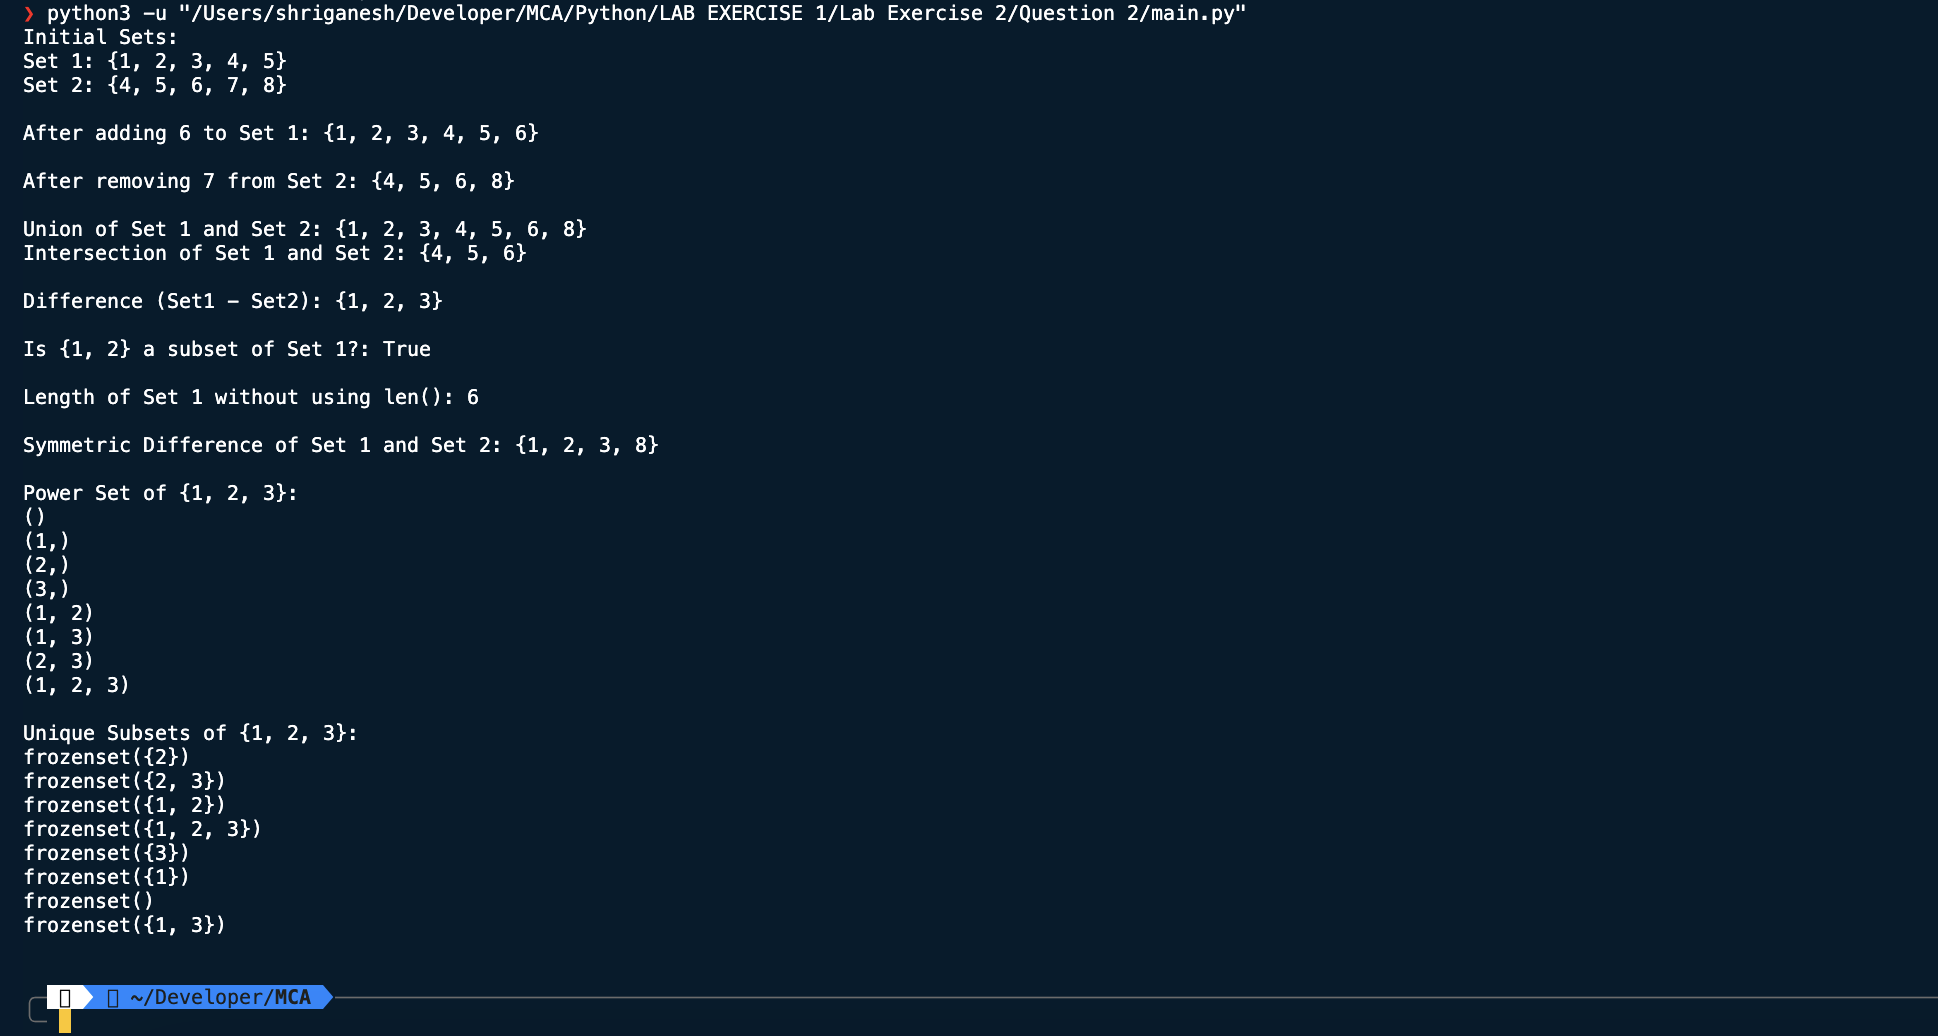 ❯ python3 -u "/Users/shriganesh/Developer/MCA/Python/LAB EXERCISE 1/Lab Exercise 2/Question 2/main.py"
Initial Sets:
Set 1: {1, 2, 3, 4, 5}
Set 2: {4, 5, 6, 7, 8}
After adding 6 to Set 1: {1, 2, 3, 4, 5, 6}
After removing 7 from Set 2: {4, 5, 6, 8}
Union of Set 1 and Set 2: {1, 2, 3, 4, 5, 6, 8}
Intersection of Set 1 and Set 2: {4, 5, 6}
Difference (Set1 - Set2): {1, 2, 3}
Is {1, 2} a subset of Set 1?: True
Length of Set 1 without using len(): 6
Symmetric Difference of Set 1 and Set 2: {1, 2, 3, 8}
Power Set of {1, 2, 3}:
()
(1,)
(2,)
(3,)
(1, 2)
(1, 3)
(2, 3)
(1, 2, 3)
Unique Subsets of {1, 2, 3}:
frozenset({2})
frozenset({2, 3})
frozenset({1, 2})
frozenset({1, 2, 3})
frozenset({3})
frozenset({1})
frozenset()
frozenset({1, 3})
~/Developer/MCA